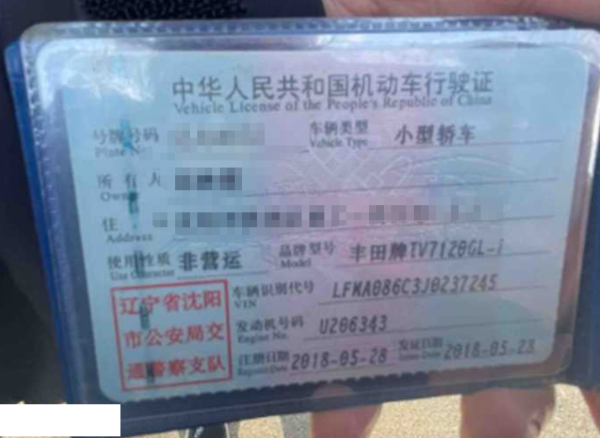 中华人民共和国机动车行驶证
Vehicle License of the People's Republic of China
号牌号码 车辆类型 小型轿车
Plate No. Vehicle Type
所有人
Owner
住
Address
使用性质 非营运 品牌型号 丰田牌TV7120GL-i
Use Character Model
车辆识别代号 LFMA086C3J0237245
VIN
发动机号码 U206343
Engine No.
注册日期 2018-05-28 发证日期 2018-05-28
Register Date Issue Date
辽宁省沈阳
市公安局交
通警察支队